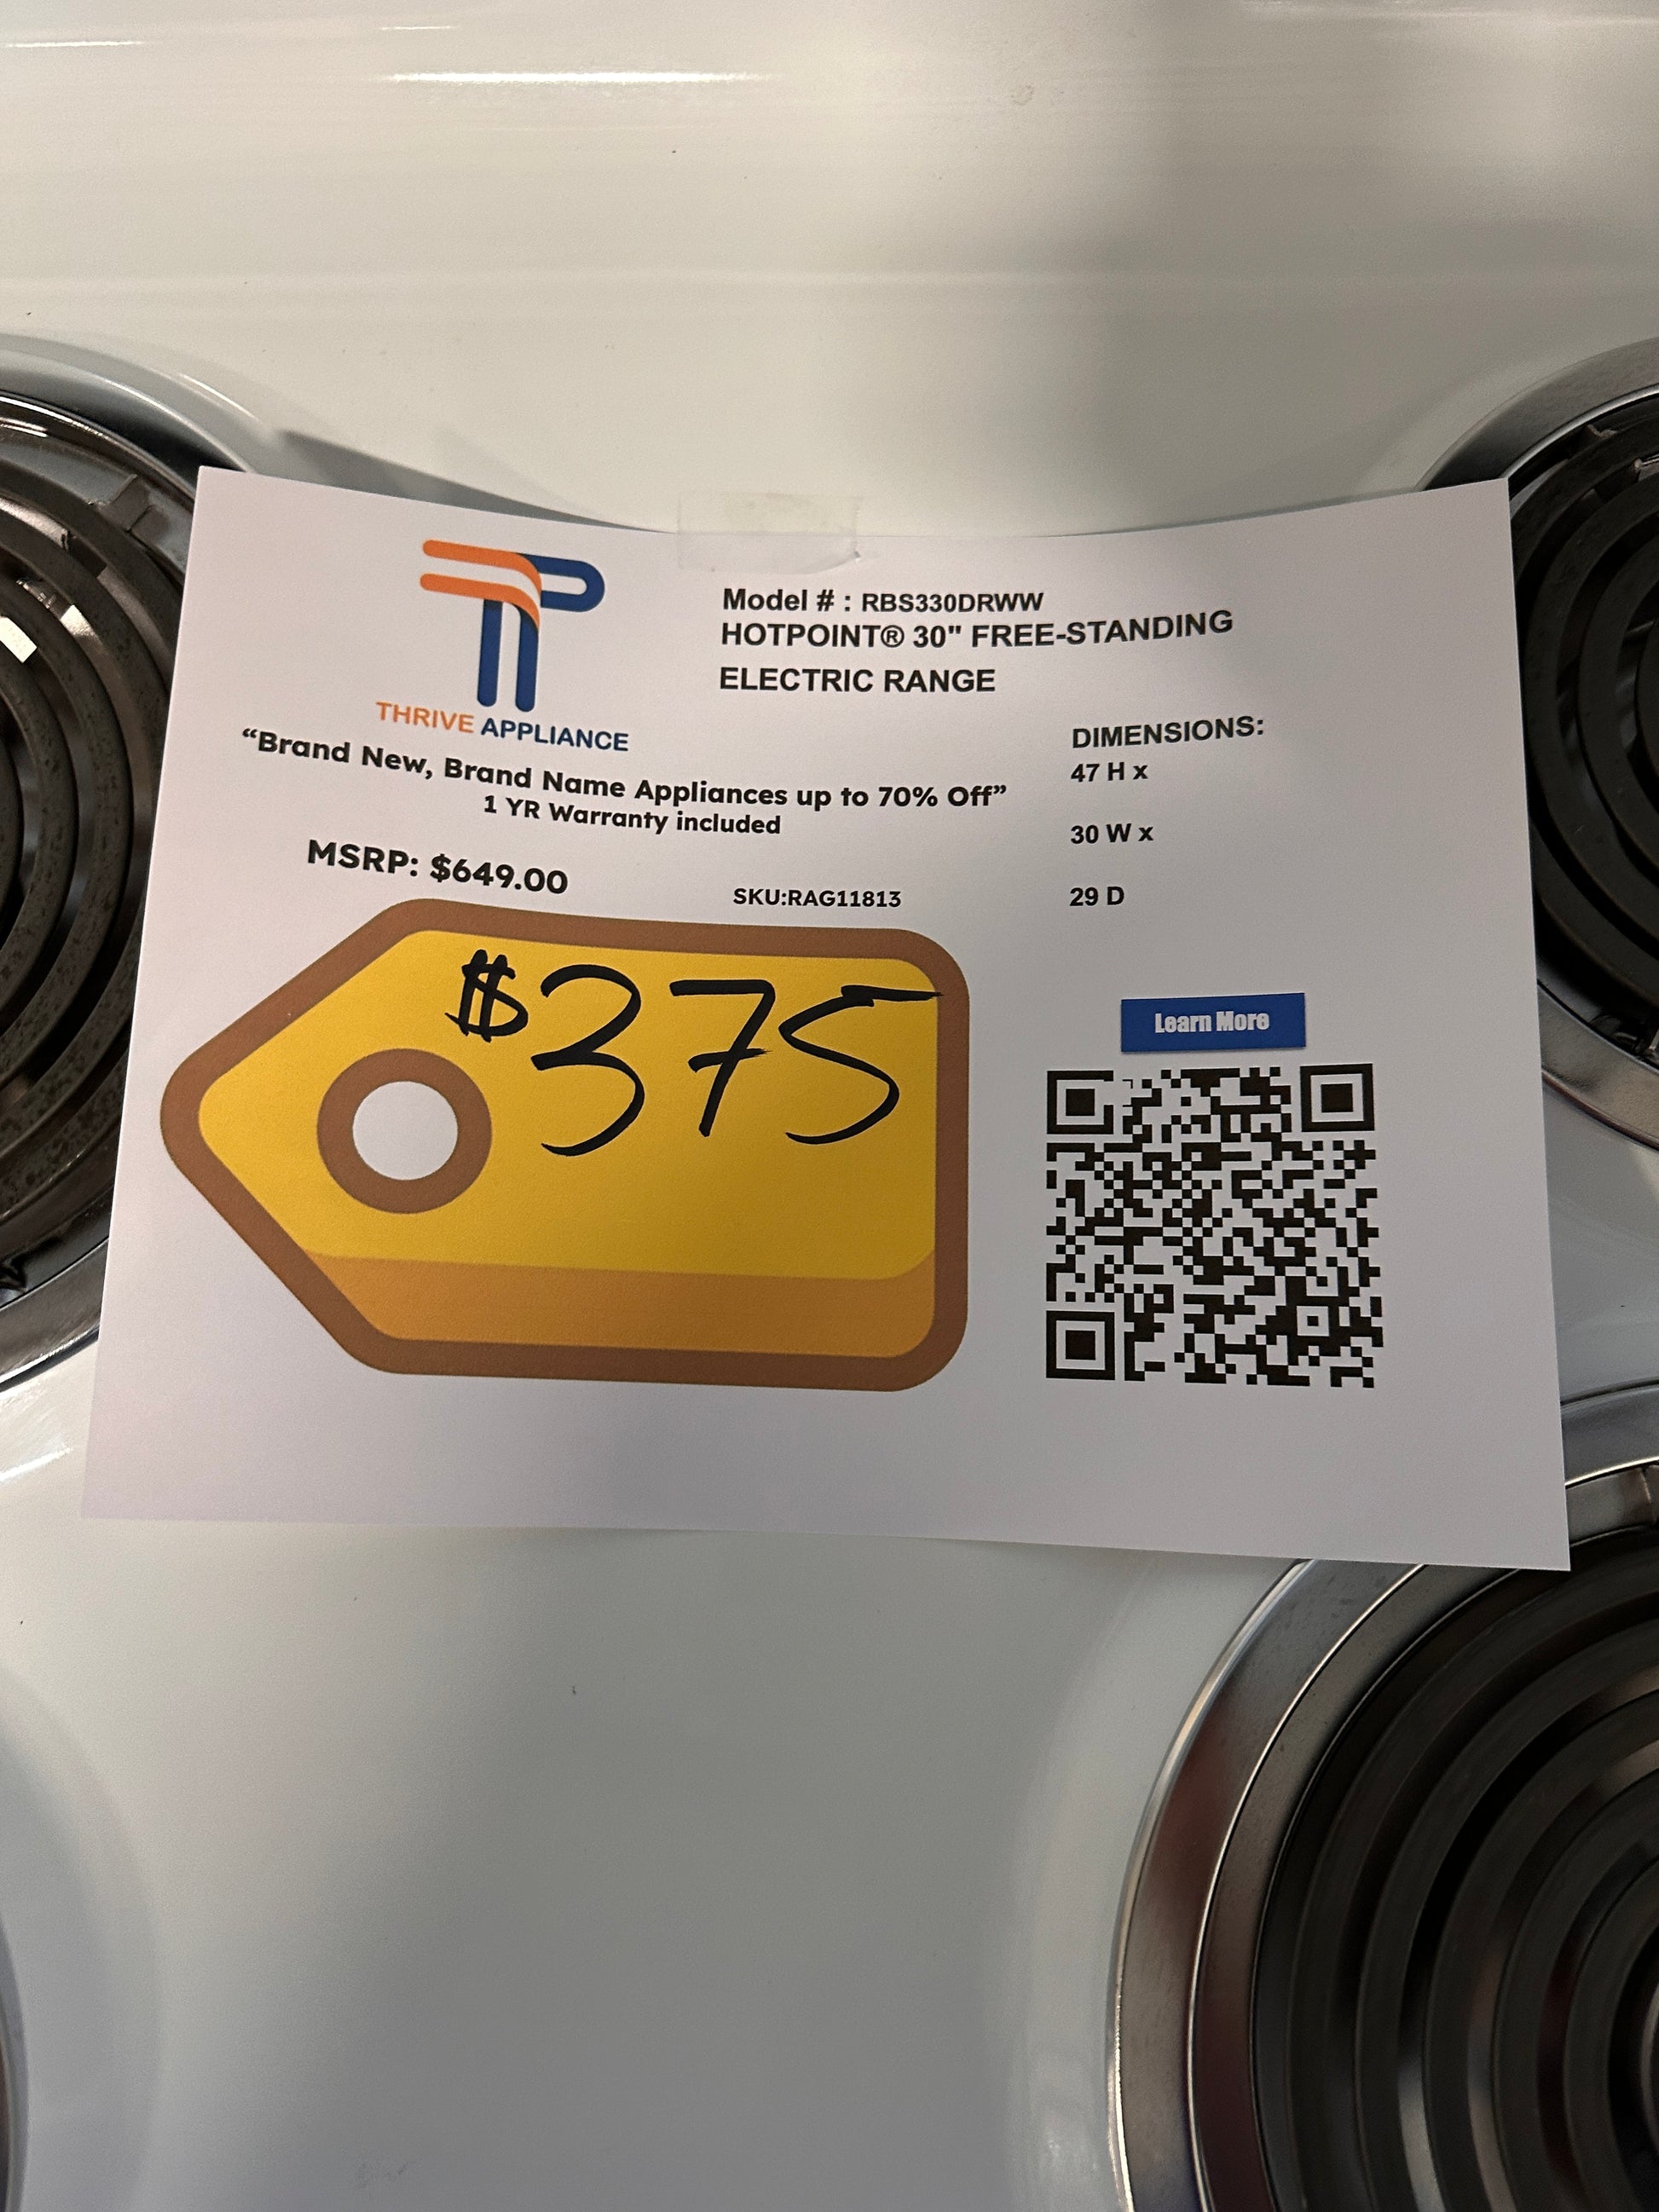 Model # : RBS330DRWW
HOTPOINT® 30" FREE-STANDING
ELECTRIC RANGE
THRIVE APPLIANCE
“Brand New, Brand Name Appliances up to 70% Off”
1 YR Warranty included
MSRP: $649.00
SKU:RAG11813
DIMENSIONS:
47 H x
30 W x
29 D
$375
Learn More